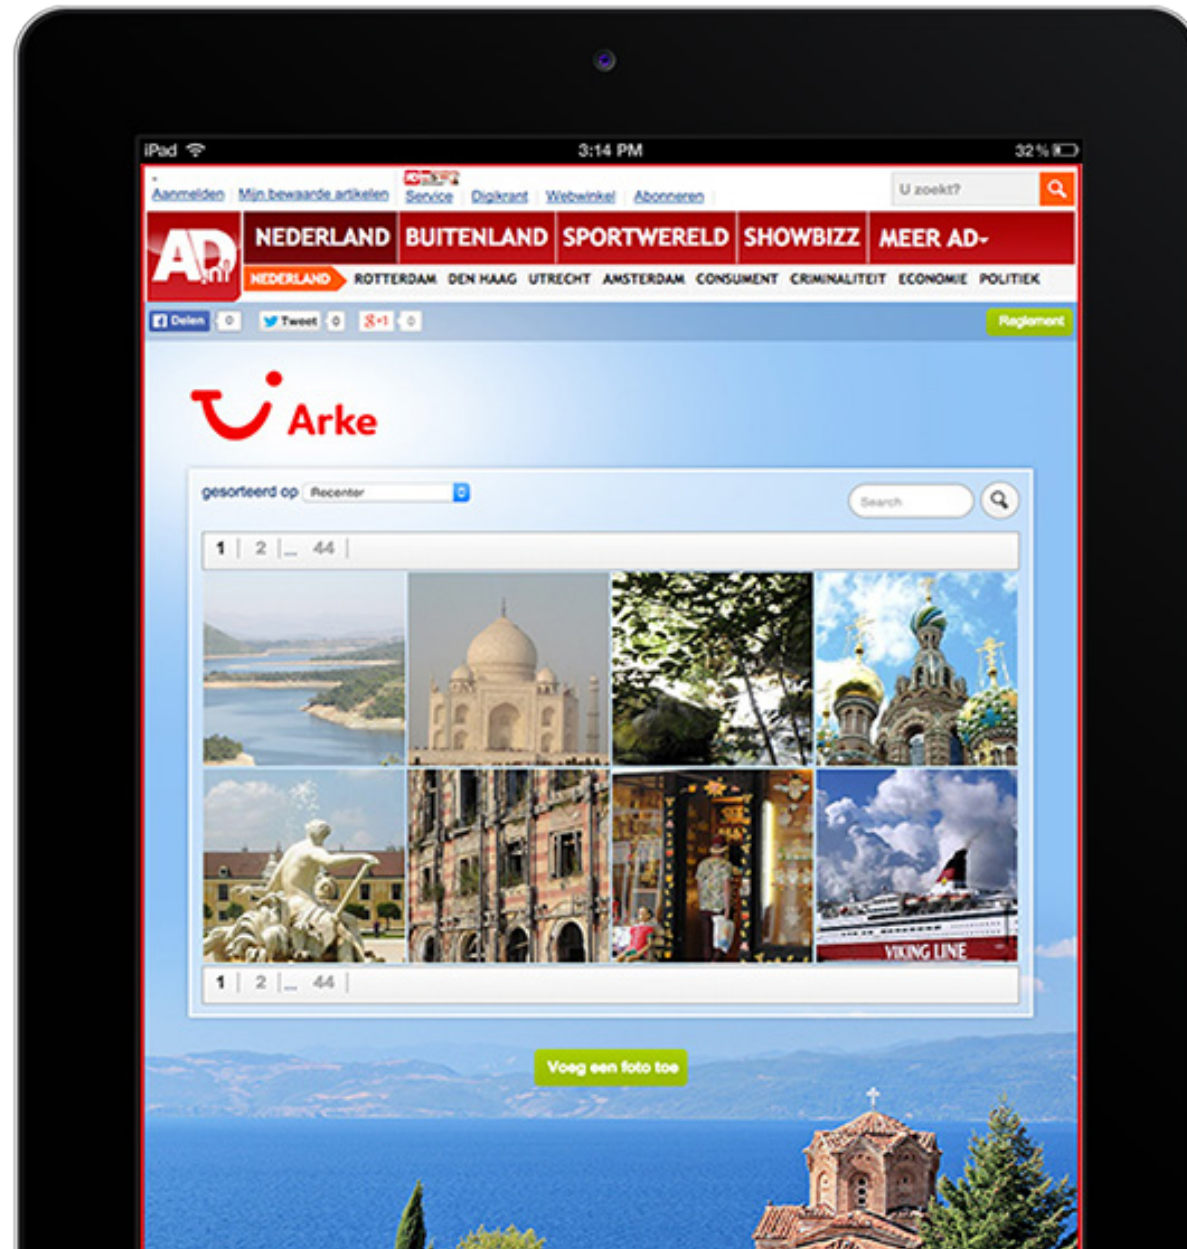 iPad 3:14 PM 32%
Aanmelden Mijn bewaarde artikelen Service Digikrant Webwinkel Abonneren U zoekt?
AD.nl NEDERLAND BUITENLAND SPORTWERELD SHOWBIZZ MEER AD
NEDERLAND ROTTERDAM DEN HAAG UTRECHT AMSTERDAM CONSUMENT CRIMINALITEIT ECONOMIE POLITIEK
Delen 0 Tweet 0 g+1 0 Reglement
Arke
gesorteerd op Recenter Search
1 | 2 |... 44 |
VIKING LINE
1 | 2 |... 44 |
Voeg een foto toe